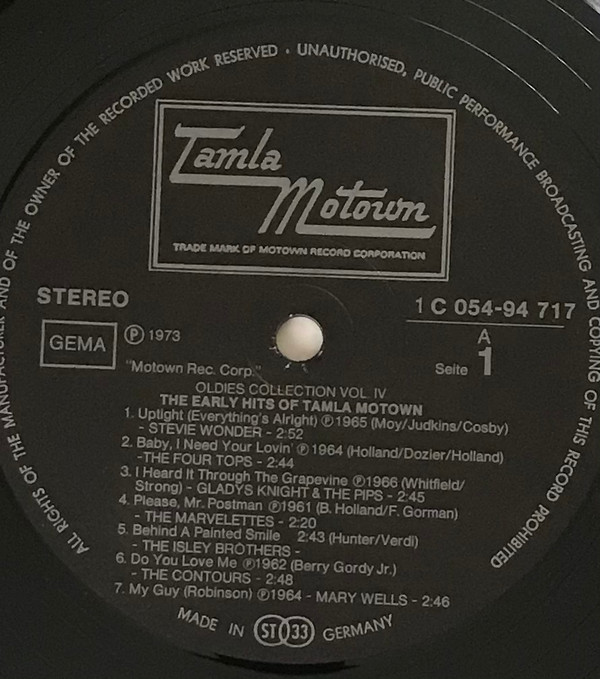 ALL RIGHTS OF THE MANUFACTURER AND OF THE OWNER OF THE RECORDED WORK RESERVED · UNAUTHORISED, PUBLIC PERFORMANCE BROADCASTING AND COPYING OF THIS RECORD PROHIBITED
Tamla
Motown
TRADE MARK OF MOTOWN RECORD CORPORATION
STEREO
1 C 054-94 717
GEMA
Ⓟ 1973
A
"Motown Rec. Corp."
Seite 1
OLDIES COLLECTION VOL. IV
THE EARLY HITS OF TAMLA MOTOWN
1. Uptight (Everything's Alright) Ⓟ1965 (Moy/Judkins/Cosby)
- STEVIE WONDER - 2:52
2. Baby, I Need Your Lovin' Ⓟ1964 (Holland/Dozier/Holland)
-THE FOUR TOPS - 2:44
3. I Heard It Through The Grapevine Ⓟ1966 (Whitfield/
Strong) - GLADYS KNIGHT & THE PIPS - 2:45
4. Please, Mr. Postman Ⓟ1961 (B. Holland/F. Gorman)
- THE MARVELETTES - 2:20
5. Behind A Painted Smile 2:43 (Hunter/Verdi)
- THE ISLEY BROTHERS -
6. Do You Love Me Ⓟ1962 (Berry Gordy Jr.)
- THE CONTOURS - 2:48
7. My Guy (Robinson) Ⓟ1964 - MARY WELLS - 2:46
MADE IN ST 33 GERMANY